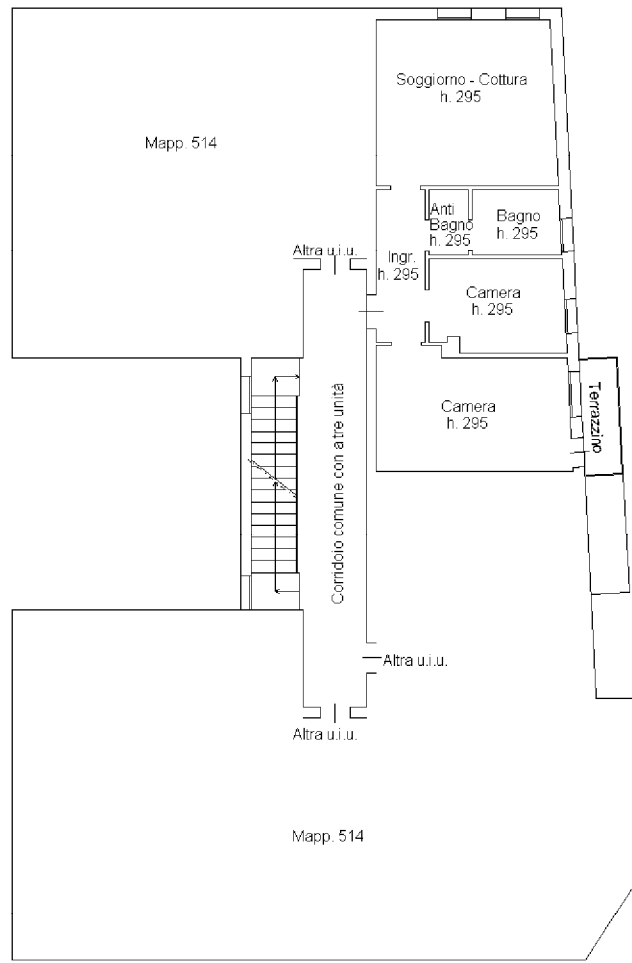 Soggiorno - Cottura
h. 295
Mapp. 514
Anti
Bagno
h. 295
Bagno
h. 295
Altra u.i.u.
Ingr.
h. 295
Camera
h. 295
Camera
h. 295
Terrazzino
Corridoio comune con altre unità
Altra u.i.u.
Altra u.i.u.
Mapp. 514